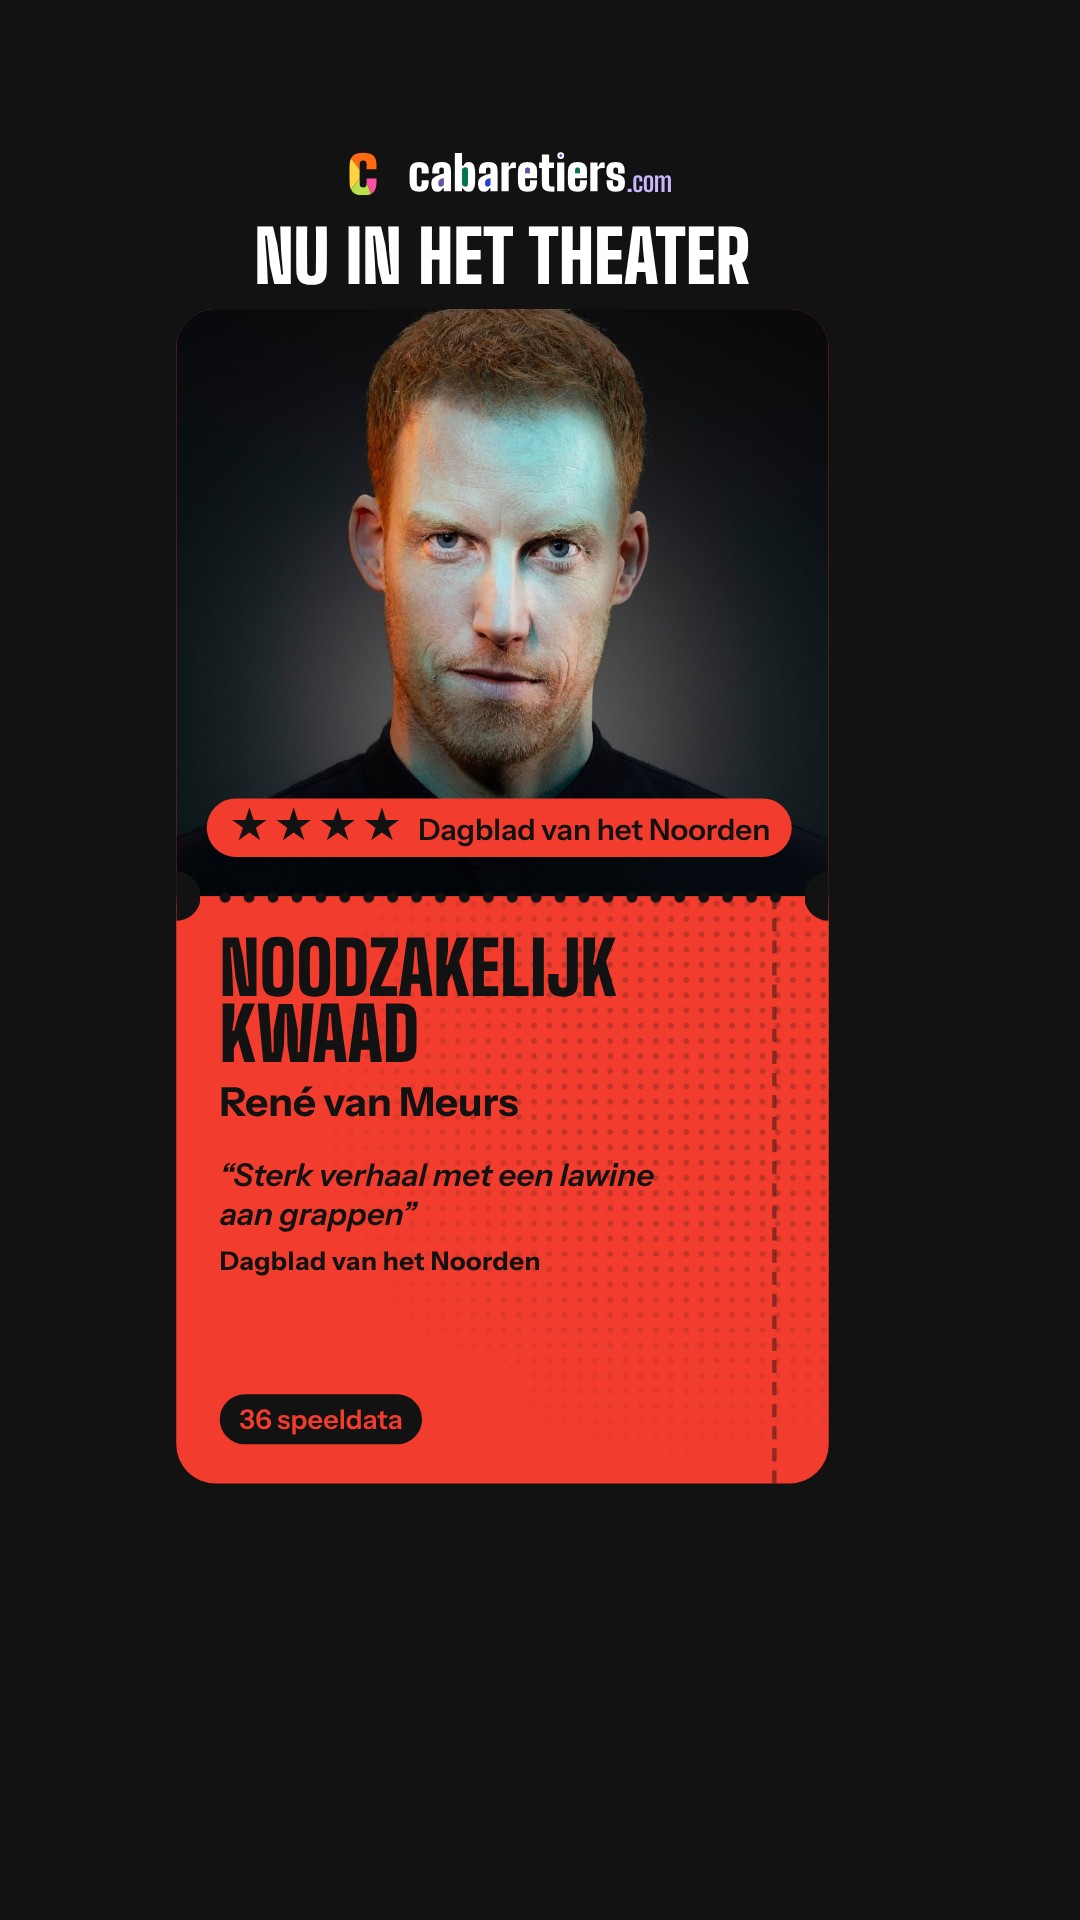 cabaretiers.com
NU IN HET THEATER
★★★★ Dagblad van het Noorden
NOODZAKELIJK
KWAAD
René van Meurs
“Sterk verhaal met een lawine
aan grappen”
Dagblad van het Noorden
36 speeldata